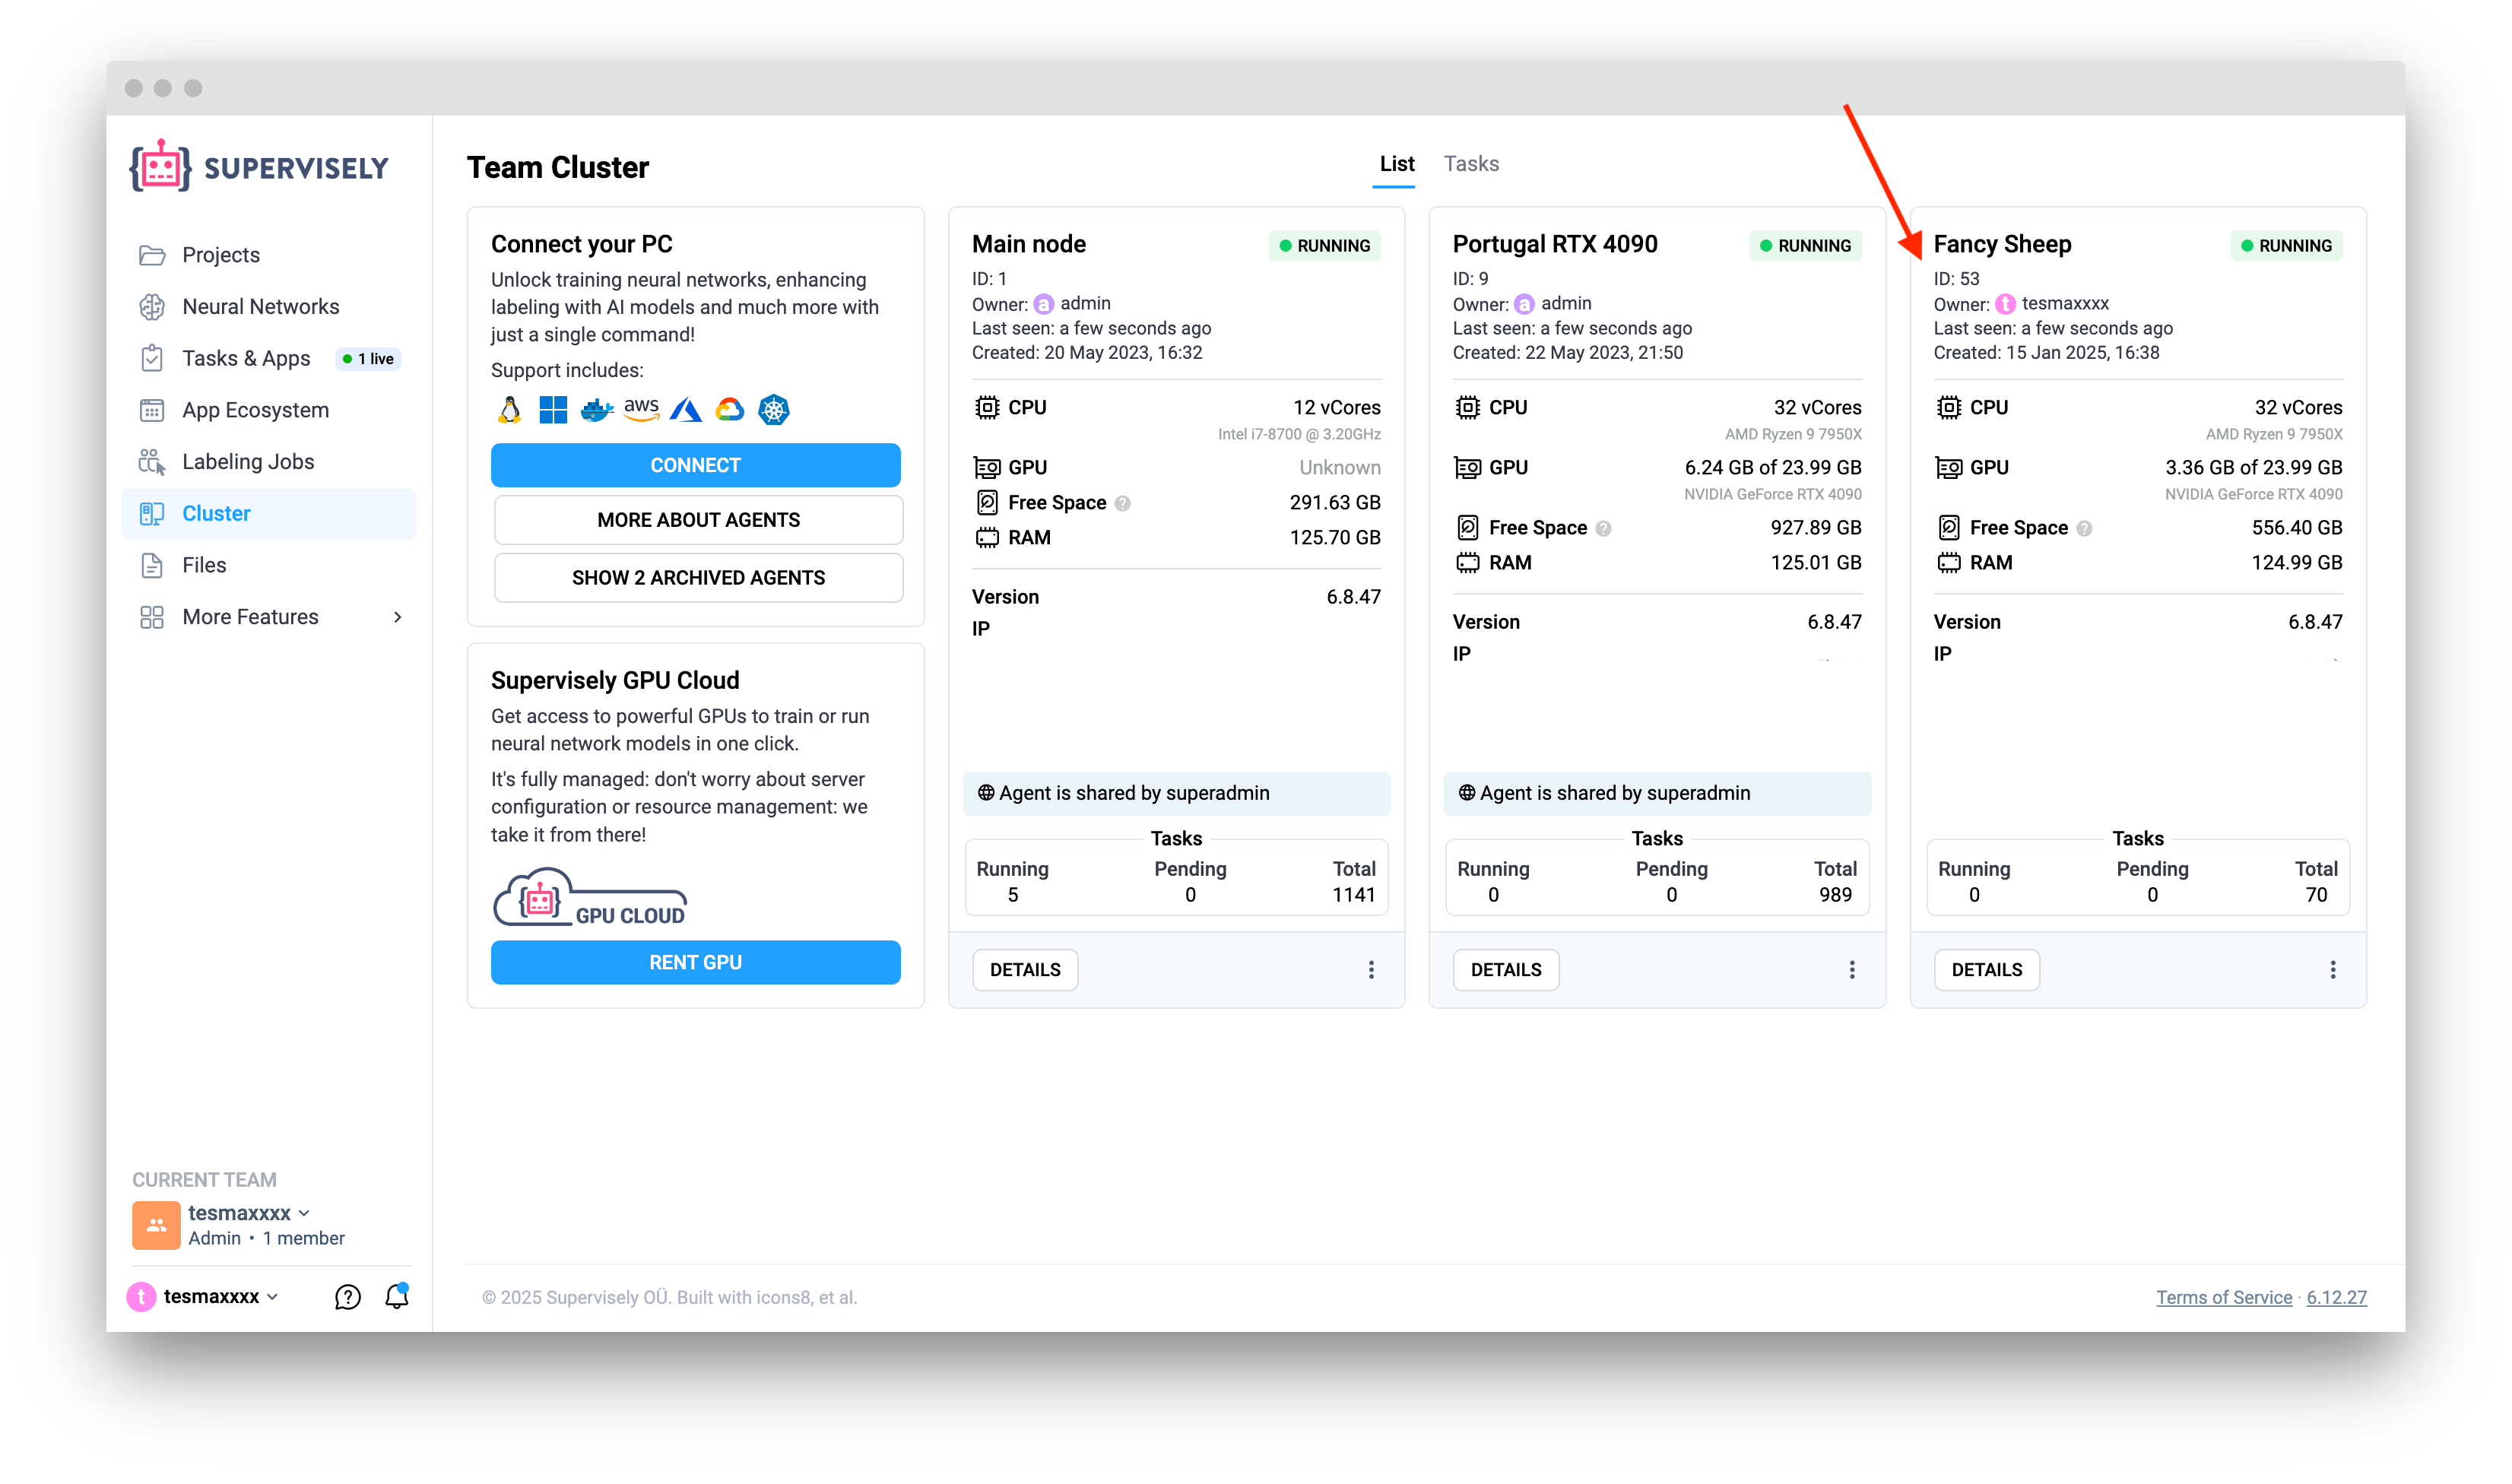 SUPERVISELY
Projects
Neural Networks
Tasks & Apps
1 live
App Ecosystem
Labeling Jobs
Cluster
Files
More Features
CURRENT TEAM
tesmaxxxx
Admin • 1 member
t tesmaxxxx
Team Cluster
List Tasks
Connect your PC
Unlock training neural networks, enhancing
labeling with AI models and much more with
just a single command!
Support includes:
aws
CONNECT
MORE ABOUT AGENTS
SHOW 2 ARCHIVED AGENTS
Supervisely GPU Cloud
Get access to powerful GPUs to train or run
neural network models in one click.
It's fully managed: don't worry about server
configuration or resource management: we
take it from there!
GPU CLOUD
RENT GPU
Main node RUNNING
ID: 1
Owner: a admin
Last seen: a few seconds ago
Created: 20 May 2023, 16:32
CPU 12 vCores
Intel i7-8700 @ 3.20GHz
GPU Unknown
Free Space ? 291.63 GB
RAM 125.70 GB
Version 6.8.47
IP
Agent is shared by superadmin
Tasks
Running Pending Total
5 0 1141
DETAILS
Portugal RTX 4090 RUNNING
ID: 9
Owner: a admin
Last seen: a few seconds ago
Created: 22 May 2023, 21:50
CPU 32 vCores
AMD Ryzen 9 7950X
GPU 6.24 GB of 23.99 GB
NVIDIA GeForce RTX 4090
Free Space ? 927.89 GB
RAM 125.01 GB
Version 6.8.47
IP
Agent is shared by superadmin
Tasks
Running Pending Total
0 0 989
DETAILS
Fancy Sheep RUNNING
ID: 53
Owner: t tesmaxxxx
Last seen: a few seconds ago
Created: 15 Jan 2025, 16:38
CPU 32 vCores
AMD Ryzen 9 7950X
GPU 3.36 GB of 23.99 GB
NVIDIA GeForce RTX 4090
Free Space ? 556.40 GB
RAM 124.99 GB
Version 6.8.47
IP
Tasks
Running Pending Total
0 0 70
DETAILS
© 2025 Supervisely OÜ. Built with icons8, et al.
Terms of Service · 6.12.27